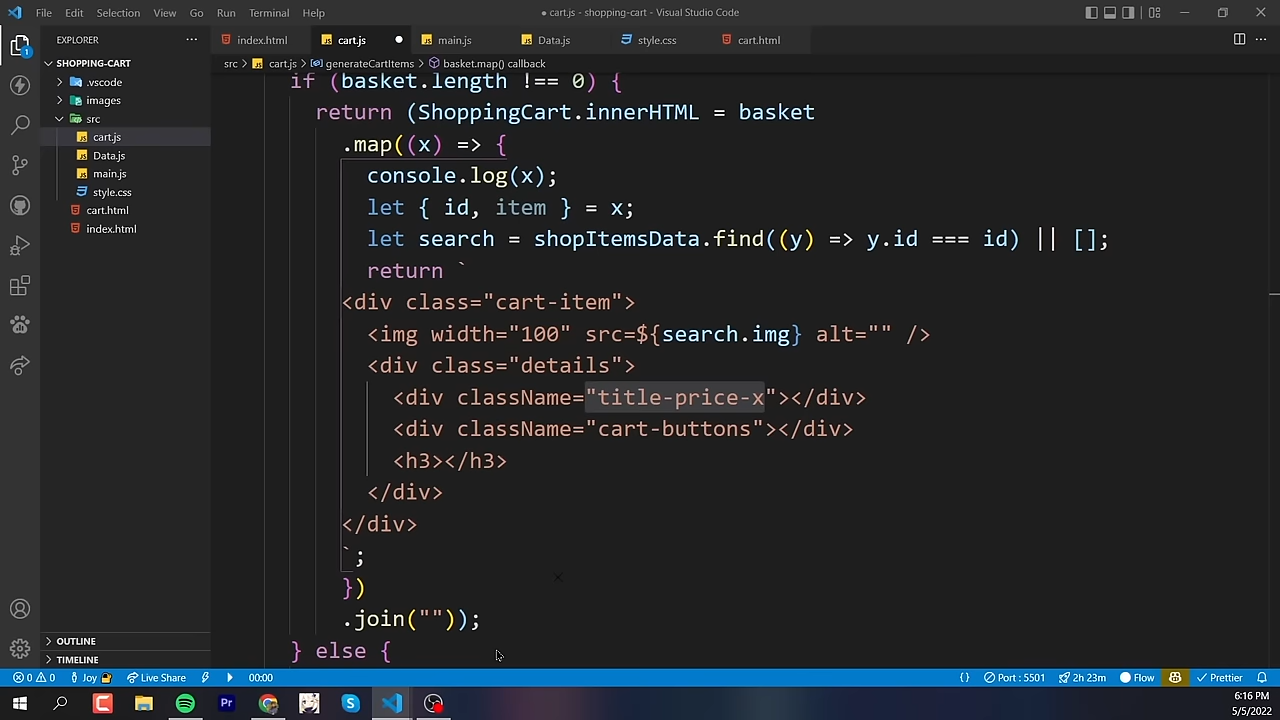 File Edit Selection View Go Run Terminal Help
● cart.js - shopping-cart - Visual Studio Code
EXPLORER
SHOPPING-CART
.vscode
images
src
cart.js
Data.js
main.js
style.css
cart.html
index.html
OUTLINE
TIMELINE
index.html cart.js main.js Data.js style.css cart.html
src > cart.js > generateCartItems > basket.map() callback
if (basket.length !== 0) {
return (ShoppingCart.innerHTML = basket
.map((x) => {
console.log(x);
let { id, item } = x;
let search = shopItemsData.find((y) => y.id === id) || [];
return `
<div class="cart-item">
<img width="100" src=${search.img} alt="" />
<div class="details">
<div className="title-price-x"></div>
<div className="cart-buttons"></div>
<h3></h3>
</div>
</div>
`;
})
.join(""));
} else {
0 0 Joy Live Share 00:00 {} Port : 5501 2h 23m Flow Prettier
6:16 PM
5/5/2022